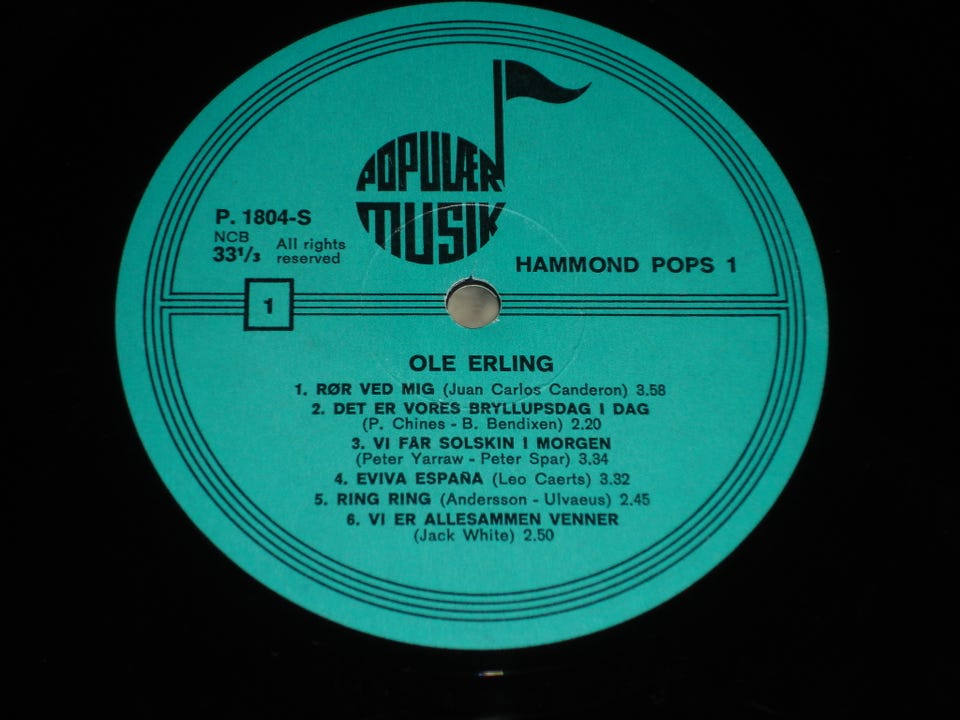 POPULÆR
MUSIK
P. 1804-S
NCB
33 1/3
All rights
reserved
HAMMOND POPS 1
1
OLE ERLING
1. RØR VED MIG (Juan Carlos Canderon) 3.58
2. DET ER VORES BRYLLUPSDAG I DAG
(P. Chines - B. Bendixen) 2.20
3. VI FÅR SOLSKIN I MORGEN
(Peter Yarraw - Peter Spar) 3.34
4. EVIVA ESPAÑA (Leo Caerts) 3.32
5. RING RING (Andersson - Ulvaeus) 2.45
6. VI ER ALLESAMMEN VENNER
(Jack White) 2.50